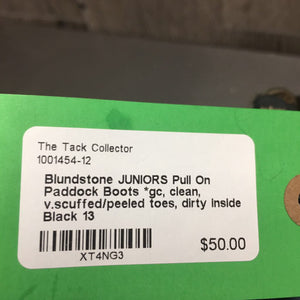 The Tack Collector
1001454-12
Blundstone JUNIORS Pull On
Paddock Boots *gc, clean,
v.scuffed/peeled toes, dirty Inside
Black 13
$50.00
XT4NG3